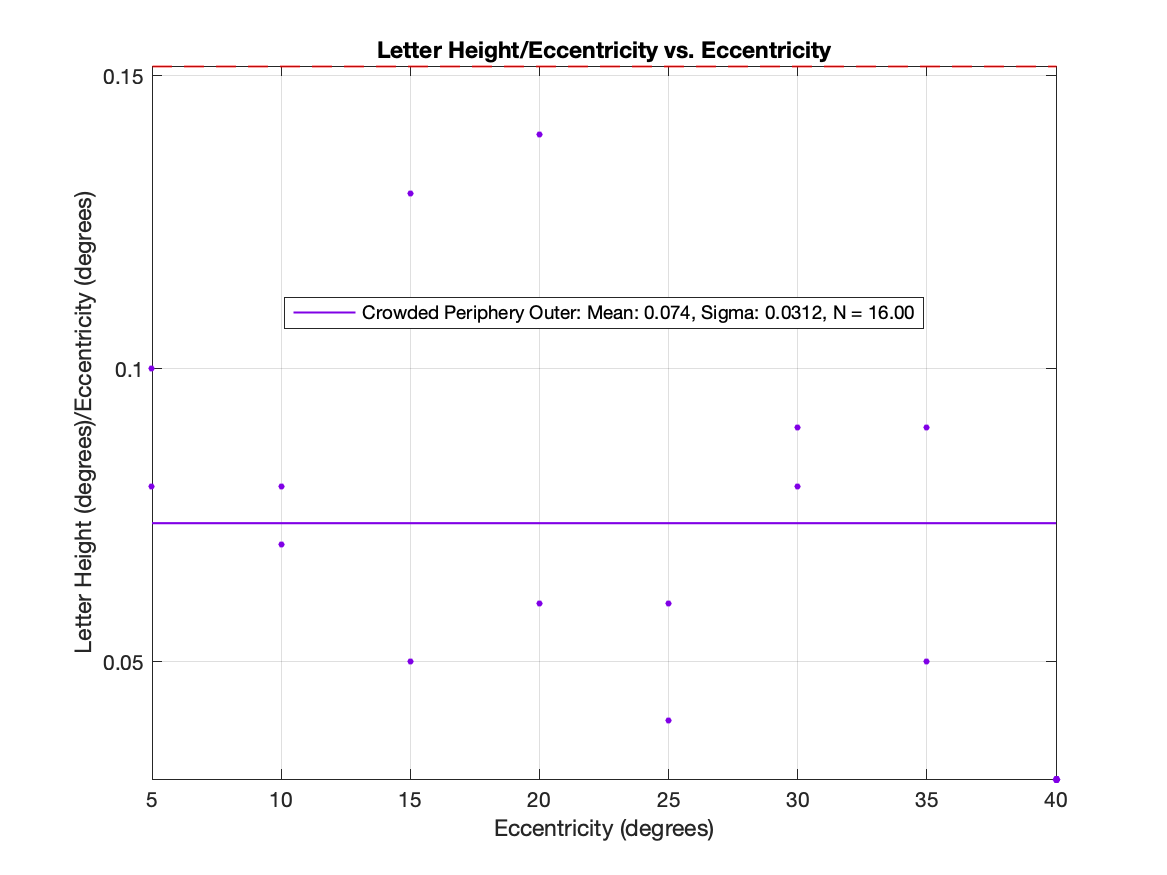 Letter Height/Eccentricity vs. Eccentricity
0.15
0.1
0.05
Letter Height (degrees)/Eccentricity (degrees)
Crowded Periphery Outer: Mean: 0.074, Sigma: 0.0312, N = 16.00
5 10 15 20 25 30 35 40
Eccentricity (degrees)